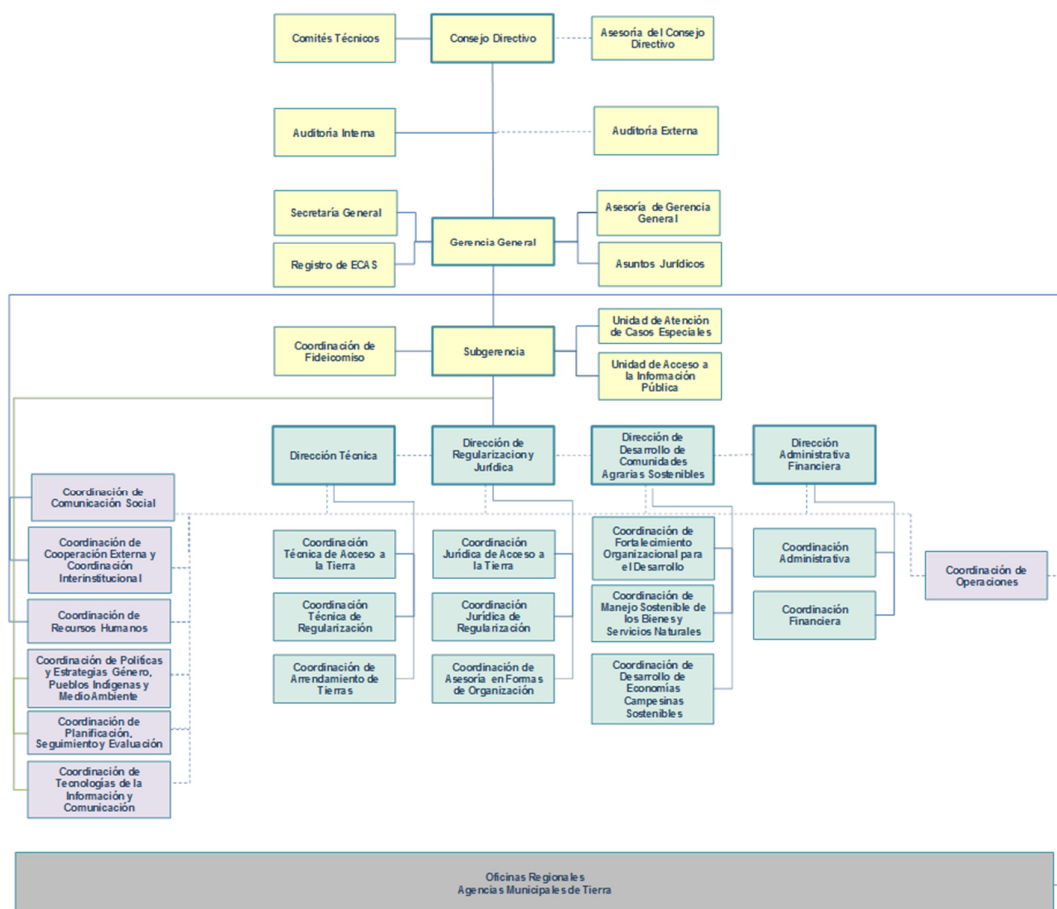 Comités Técnicos
Consejo Directivo
Asesoría del Consejo
Directivo
Auditoría Interna
Auditoría Externa
Secretaría General
Asesoría de Gerencia
General
Gerencia General
Registro de ECAS
Asuntos Jurídicos
Coordinación de
Fideicomiso
Subgerencia
Unidad de Atención
de Casos Especiales
Unidad de Acceso a
la Información
Pública
Dirección Técnica
Dirección de
Regularización y
Jurídica
Dirección de
Desarrollo de
Comunidades
Agrarias Sostenibles
Dirección
Administrativa
Financiera
Coordinación de
Comunicación Social
Coordinación de
Cooperación Externa y
Coordinación
Interinstitucional
Coordinación de
Recursos Humanos
Coordinación de Políticas
y Estrategias Género,
Pueblos Indígenas y
Medio Ambiente
Coordinación de
Planificación,
Seguimiento y Evaluación
Coordinación de
Tecnologías de la
Información y
Comunicación
Coordinación
Técnica de Acceso a
la Tierra
Coordinación
Técnica de
Regularización
Coordinación de
Arrendamiento de
Tierras
Coordinación
Jurídica de Acceso a
la Tierra
Coordinación
Jurídica de
Regularización
Coordinación de
Asesoría en Formas
de Organización
Coordinación de
Fortalecimiento
Organizacional para
el Desarrollo
Coordinación de
Manejo Sostenible de
los Bienes y
Servicios Naturales
Coordinación de
Desarrollo de
Economías
Campesinas
Sostenibles
Coordinación
Administrativa
Coordinación
Financiera
Coordinación de
Operaciones
Oficinas Regionales
Agencias Municipales de Tierra